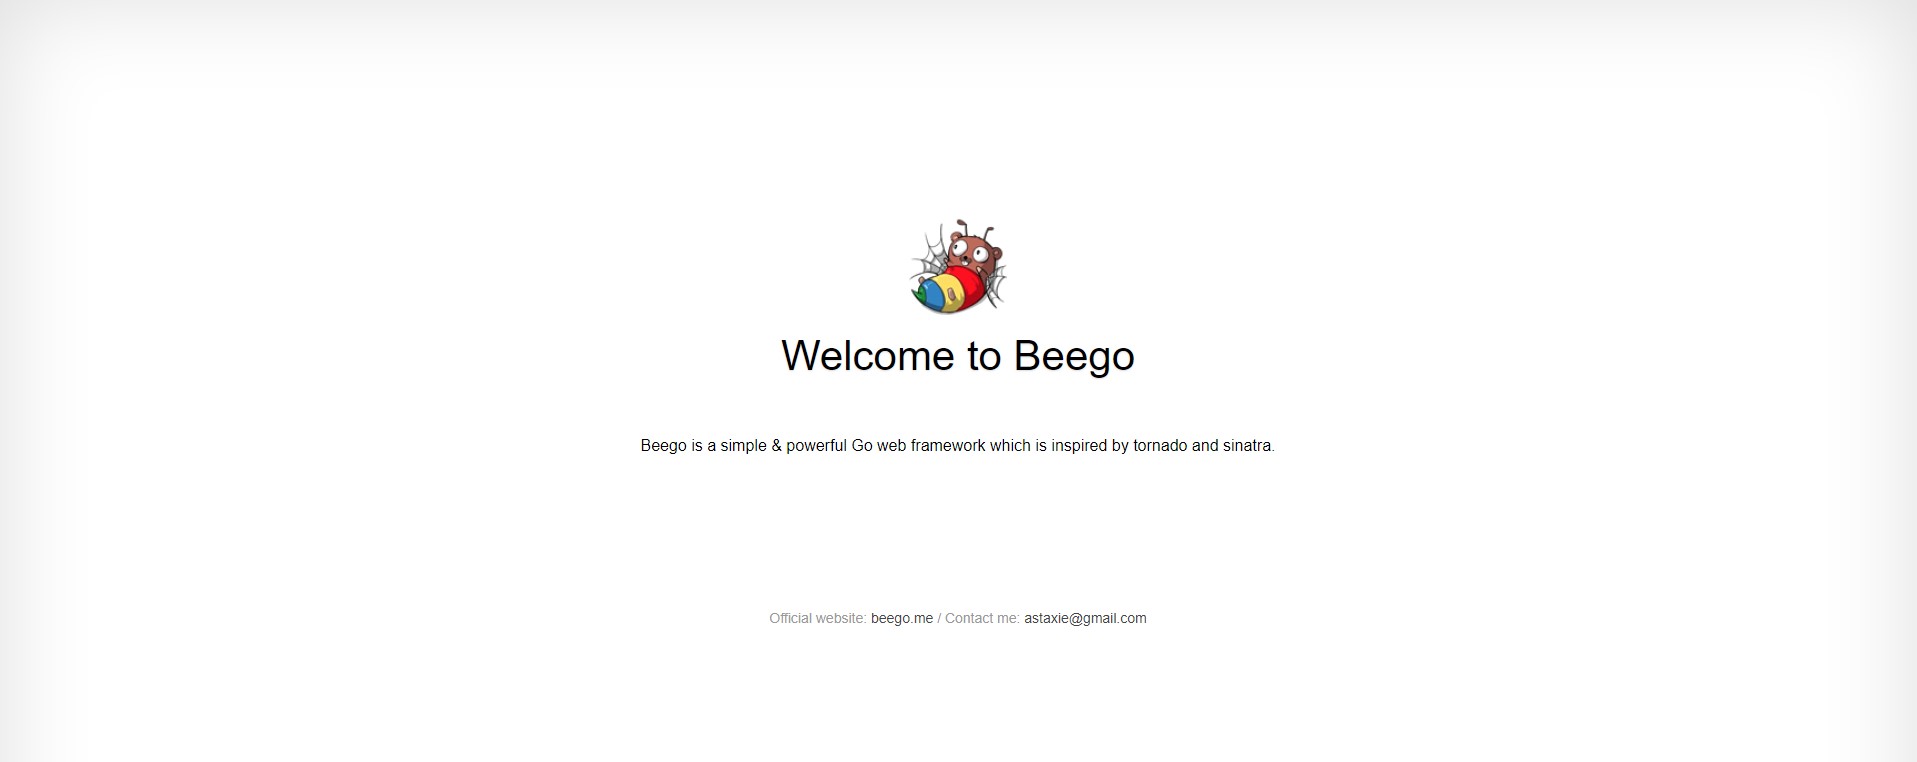 Welcome to Beego
Beego is a simple & powerful Go web framework which is inspired by tornado and sinatra.
Official website: beego.me / Contact me: astaxie@gmail.com